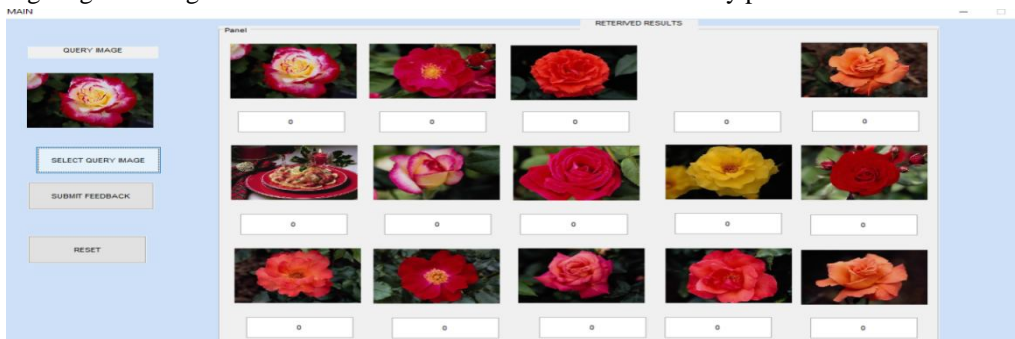 MAIN
RETERIVED RESULTS
Panel
QUERY IMAGE
0 0 0 0 0
SELECT QUERY IMAGE
SUBMIT FEEDBACK
0 0 0 0 0
RESET
0 0 0 0 0